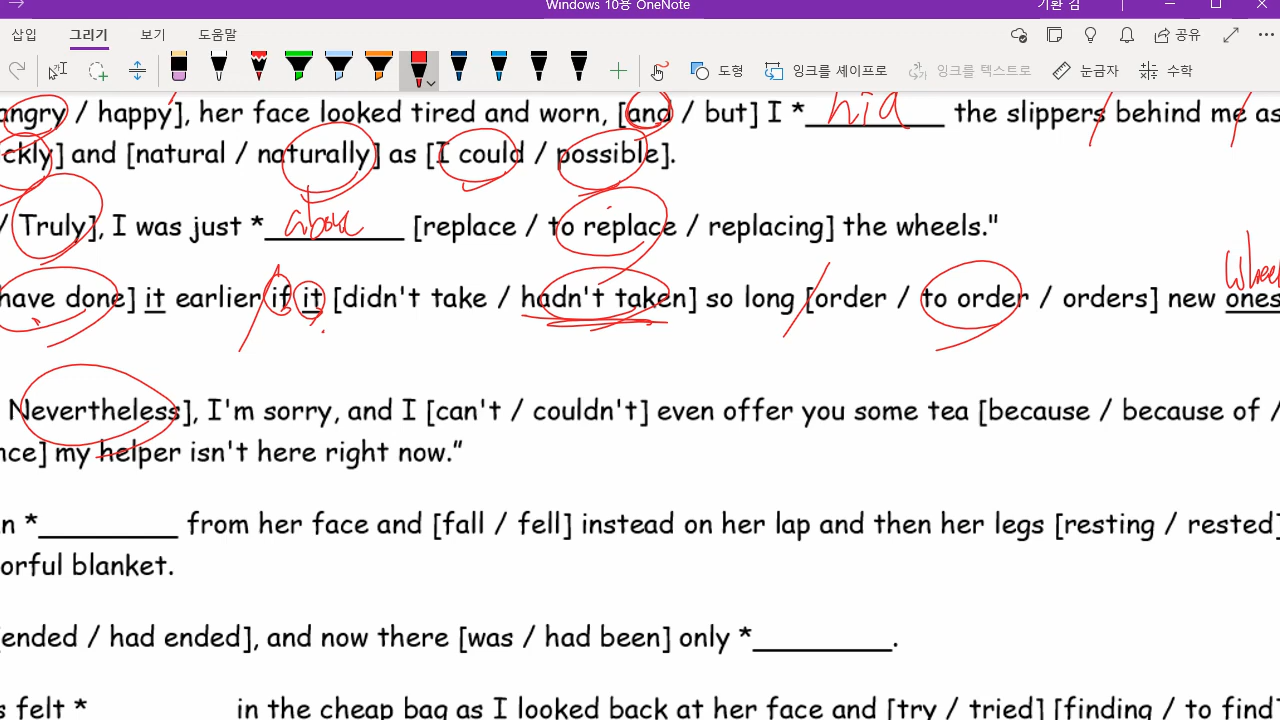 Windows 10용 OneNote
기환 김
삽입 그리기 보기 도움말
공유
도형 잉크를 셰이프로 잉크를 텍스트로 눈금자 수학
angry / happy], her face looked tired and worn, [and / but] I *hid the slippers behind me as
ckly] and [natural / naturally] as [I could / possible].
/ Truly], I was just *about [replace / to replace / replacing] the wheels."
Wheel
have done] it earlier if it [didn't take / hadn't taken] so long [order / to order / orders] new ones
Nevertheless], I'm sorry, and I [can't / couldn't] even offer you some tea [because / because of /
nce] my helper isn't here right now.”
n *________ from her face and [fall / fell] instead on her lap and then her legs [resting / rested]
orful blanket.
[ended / had ended], and now there [was / had been] only *________.
s felt * in the cheap bag as I looked back at her face and [try / tried] [finding / to find]